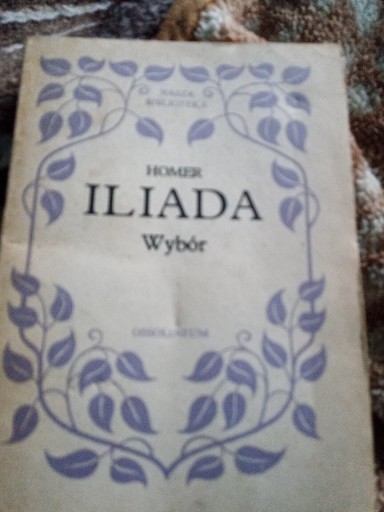 NASZA
BIBLIOTEKA
HOMER
ILIADA
Wybór
OSSOLINEUM